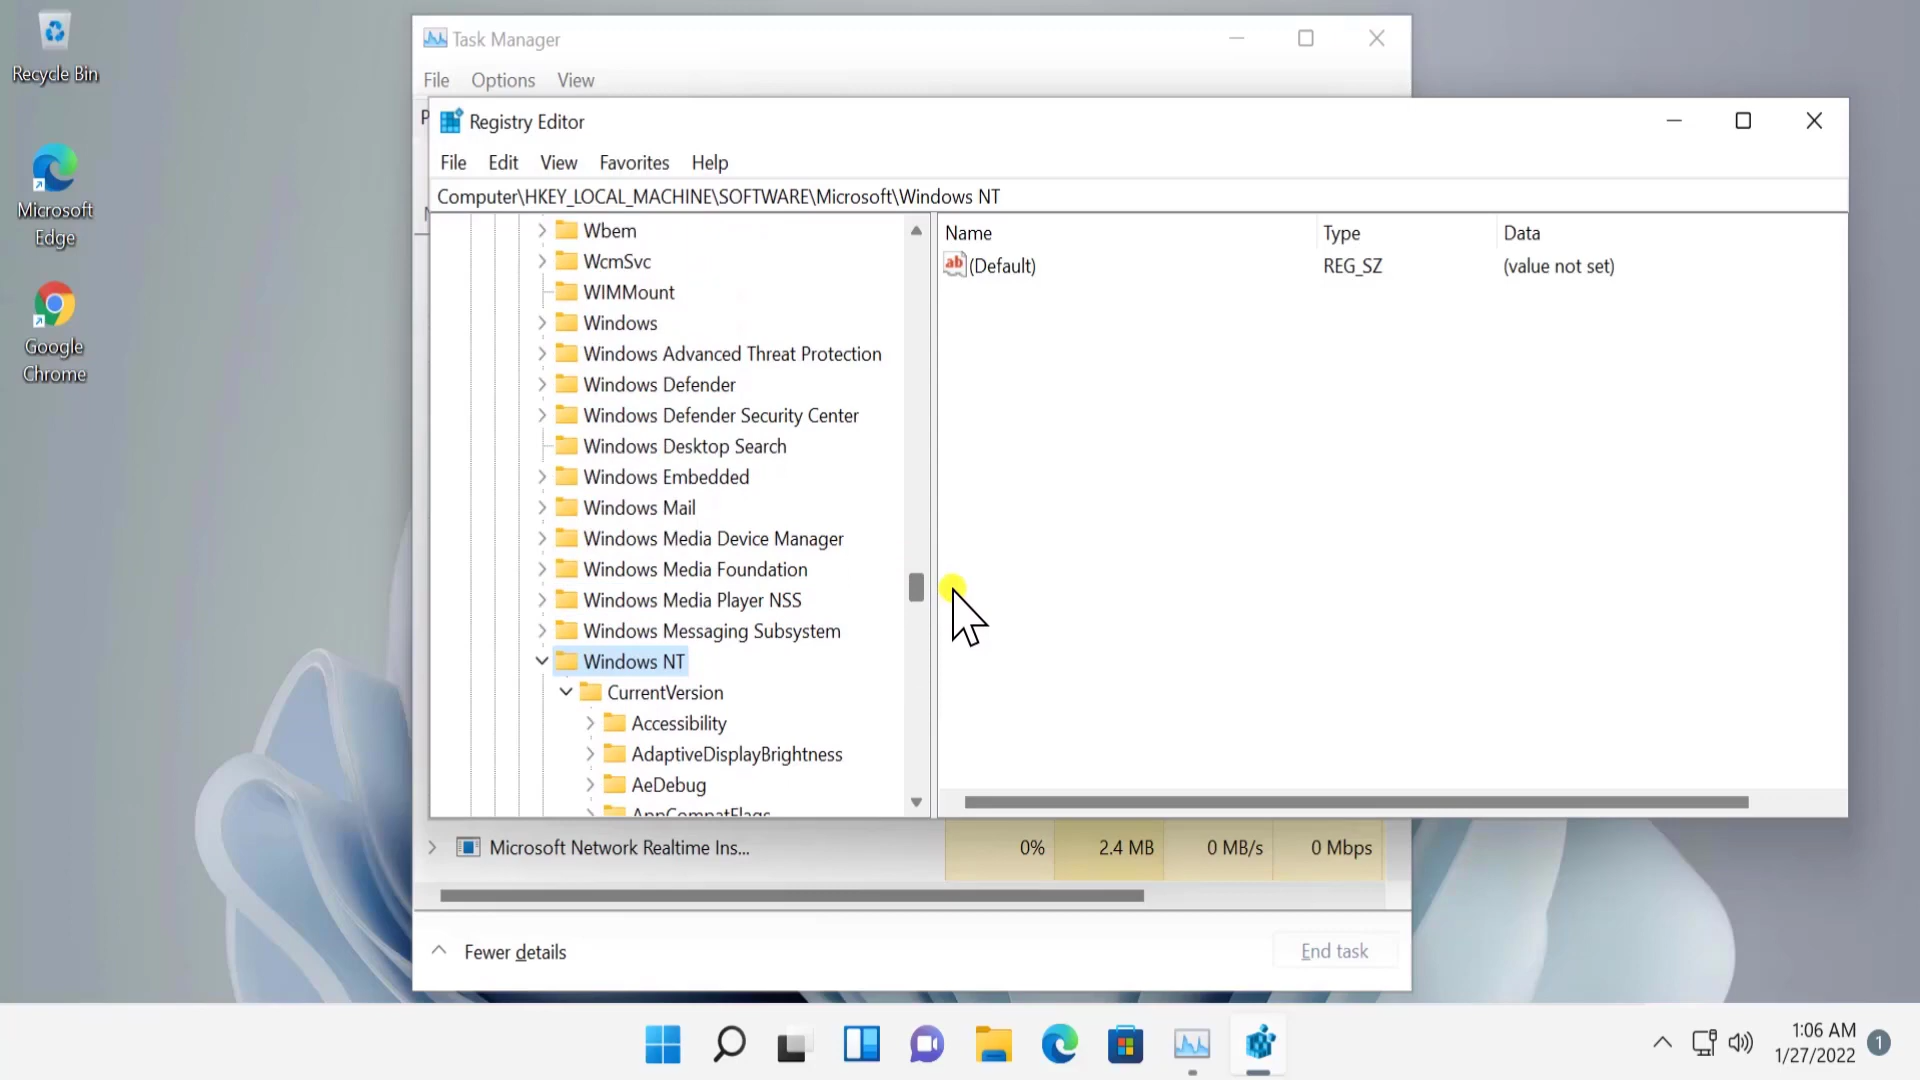 Recycle Bin
Microsoft
Edge
Google
Chrome
Task Manager
File Options View
P
Registry Editor
File Edit View Favorites Help
Computer\HKEY_LOCAL_MACHINE\SOFTWARE\Microsoft\Windows NT
Wbem
WcmSvc
WIMMount
Windows
Windows Advanced Threat Protection
Windows Defender
Windows Defender Security Center
Windows Desktop Search
Windows Embedded
Windows Mail
Windows Media Device Manager
Windows Media Foundation
Windows Media Player NSS
Windows Messaging Subsystem
Windows NT
CurrentVersion
Accessibility
AdaptiveDisplayBrightness
AeDebug
AppCompatFlags
Name Type Data
ab (Default) REG_SZ (value not set)
Microsoft Network Realtime Ins... 0% 2.4 MB 0 MB/s 0 Mbps
Fewer details
End task
1:06 AM
1/27/2022
1